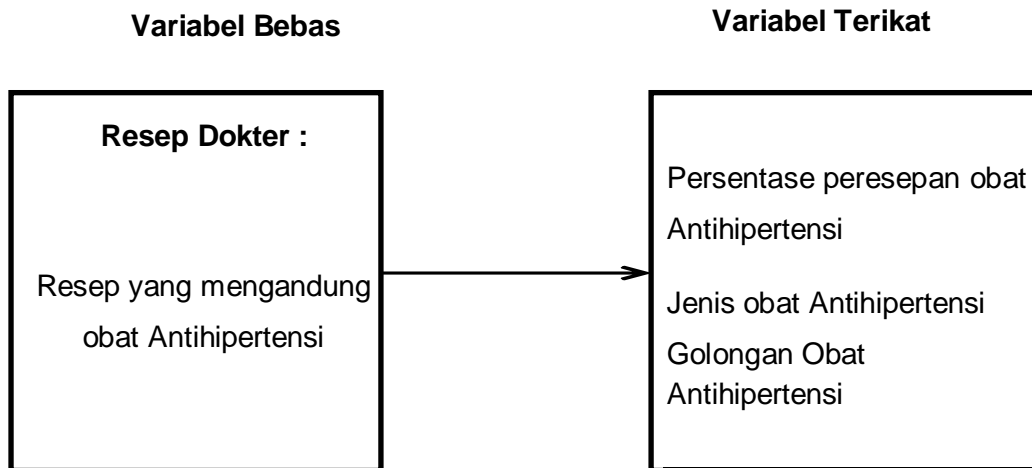 Variabel Bebas
Variabel Terikat
Resep Dokter :
Resep yang mengandung
obat Antihipertensi
Persentase peresepan obat
Antihipertensi
Jenis obat Antihipertensi
Golongan Obat
Antihipertensi